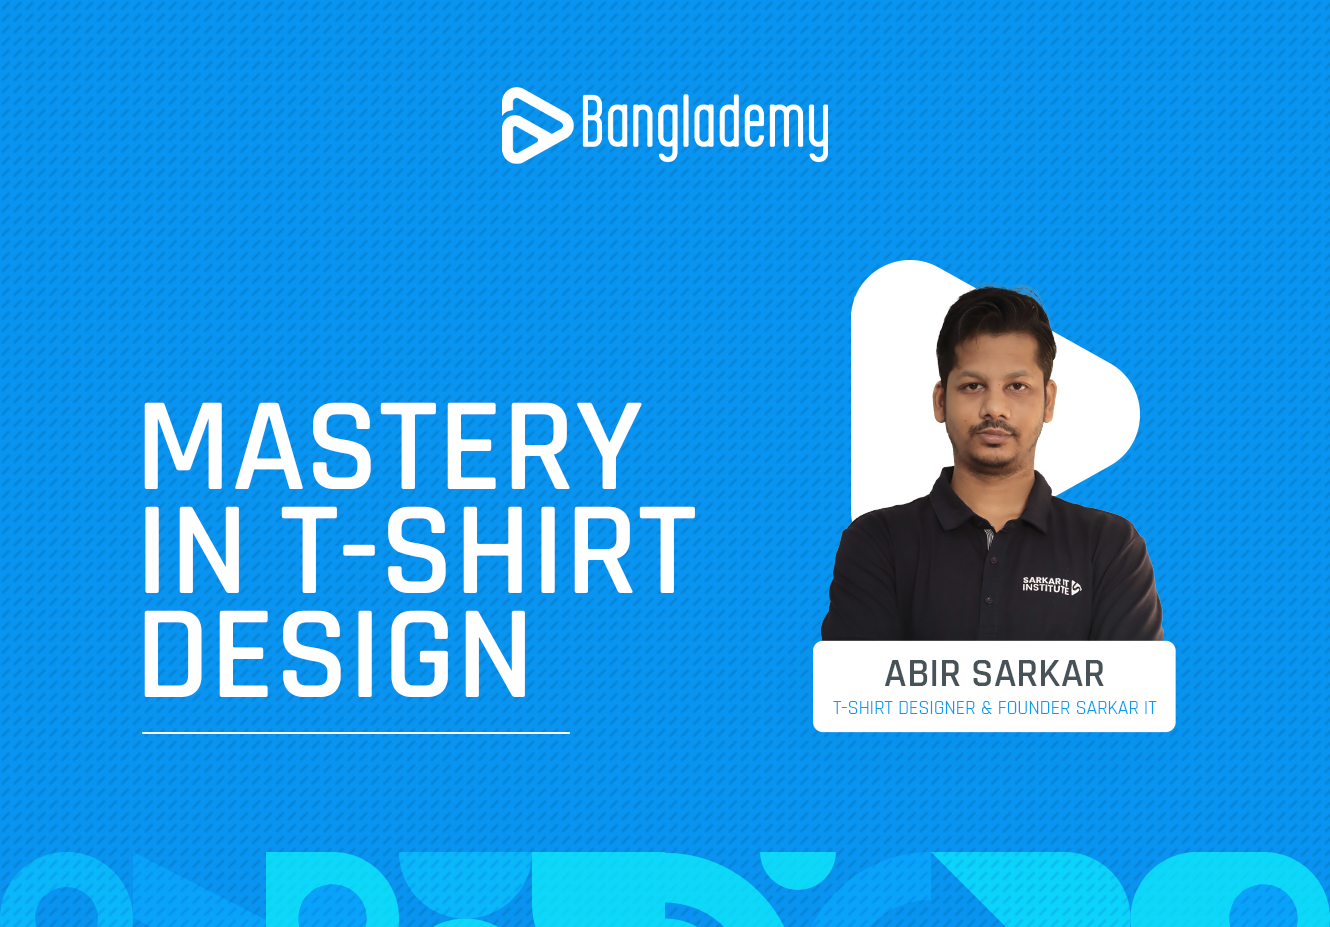 Banglademy
MASTERY
IN T-SHIRT
DESIGN
SARKAR IT
INSTITUTE
ABIR SARKAR
T-SHIRT DESIGNER & FOUNDER SARKAR IT